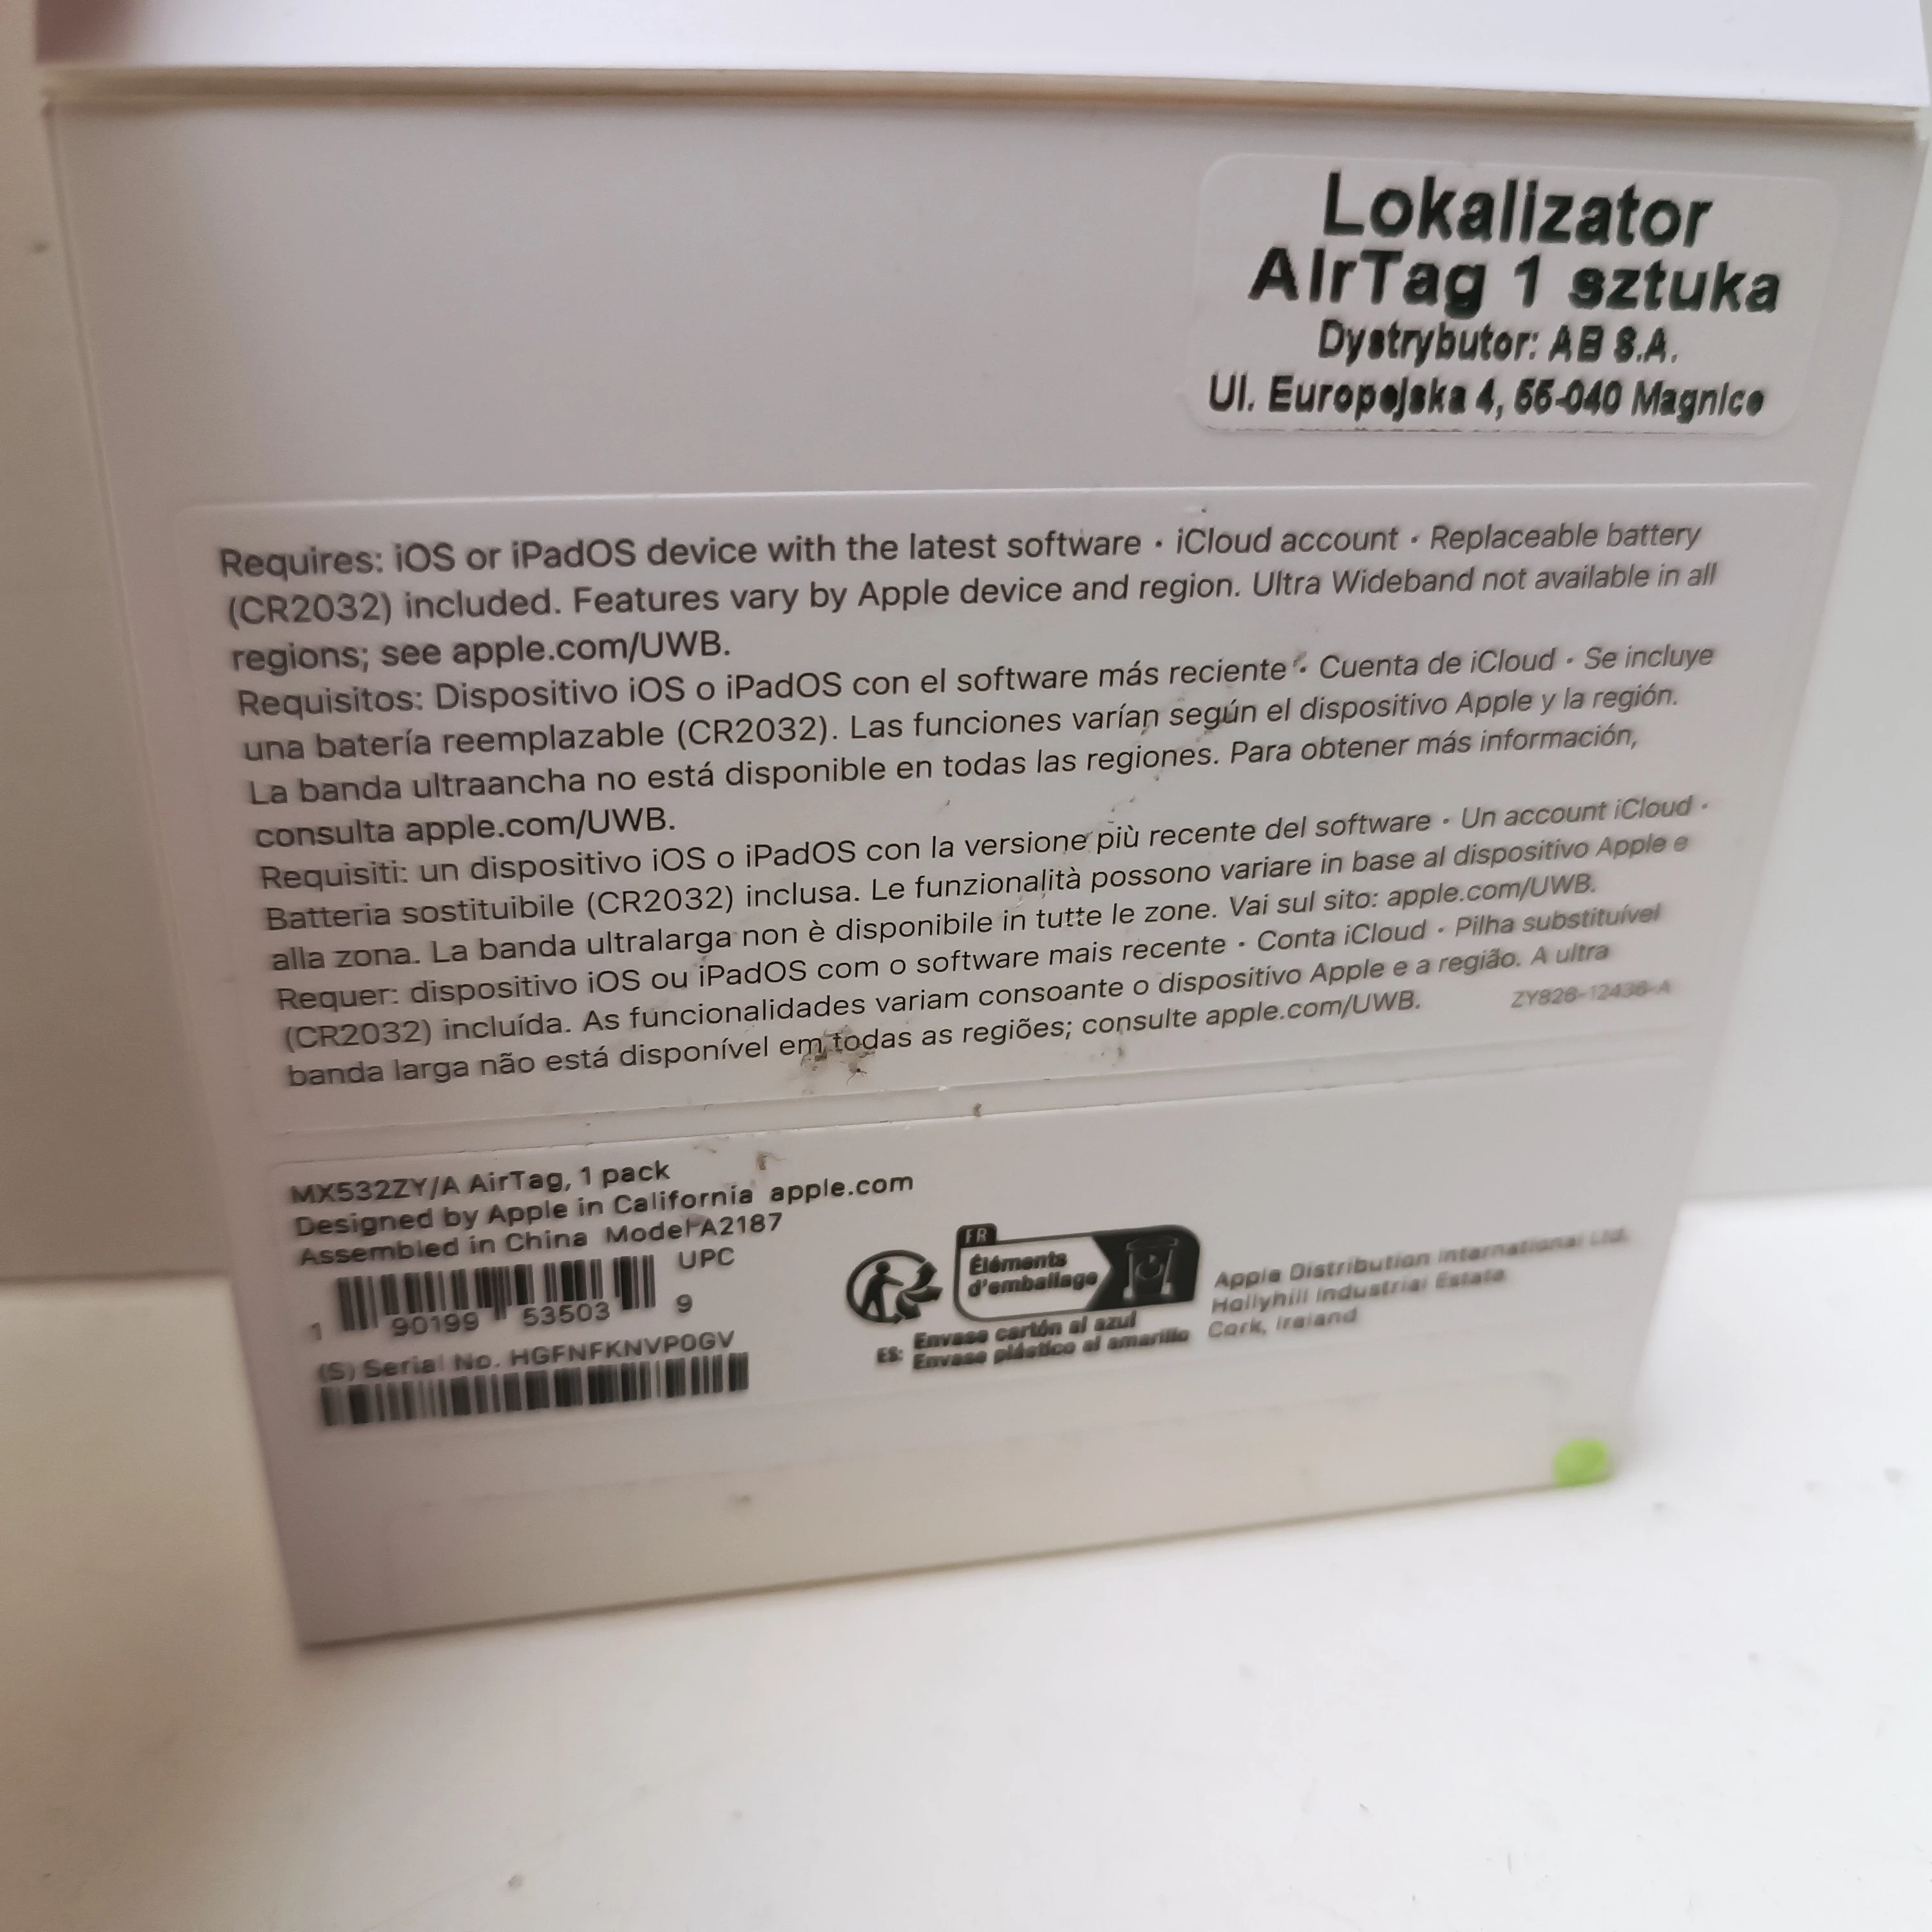 Lokalizator
AirTag 1 sztuka
Dystrybutor: AB S.A.
Ul. Europejska 4, 55-040 Magnice
Requires: iOS or iPadOS device with the latest software · iCloud account · Replaceable battery
(CR2032) included. Features vary by Apple device and region. Ultra Wideband not available in all
regions; see apple.com/UWB.
Requisitos: Dispositivo iOS o iPadOS con el software más reciente · Cuenta de iCloud · Se incluye
una batería reemplazable (CR2032). Las funciones varían según el dispositivo Apple y la región.
La banda ultraancha no está disponible en todas las regiones. Para obtener más información,
consulta apple.com/UWB.
Requisiti: un dispositivo iOS o iPadOS con la versione più recente del software · Un account iCloud ·
Batteria sostituibile (CR2032) inclusa. Le funzionalità possono variare in base al dispositivo Apple e
alla zona. La banda ultralarga non è disponibile in tutte le zone. Vai sul sito: apple.com/UWB.
Requer: dispositivo iOS ou iPadOS com o software mais recente · Conta iCloud · Pilha substituível
(CR2032) incluída. As funcionalidades variam consoante o dispositivo Apple e a região. A ultra
banda larga não está disponível em todas as regiões; consulte apple.com/UWB.
ZY826-12436-A
MX532ZY/A AirTag, 1 pack
Designed by Apple in California apple.com
Assembled in China Model A2187
UPC
1 90199 53503 9
(S) Serial No. HGFNFKNVP0GV
FR
Éléments
d'emballage
ES: Envase cartón al azul
Envase plástico al amarillo
Apple Distribution International Ltd.
Hollyhill Industrial Estate
Cork, Ireland